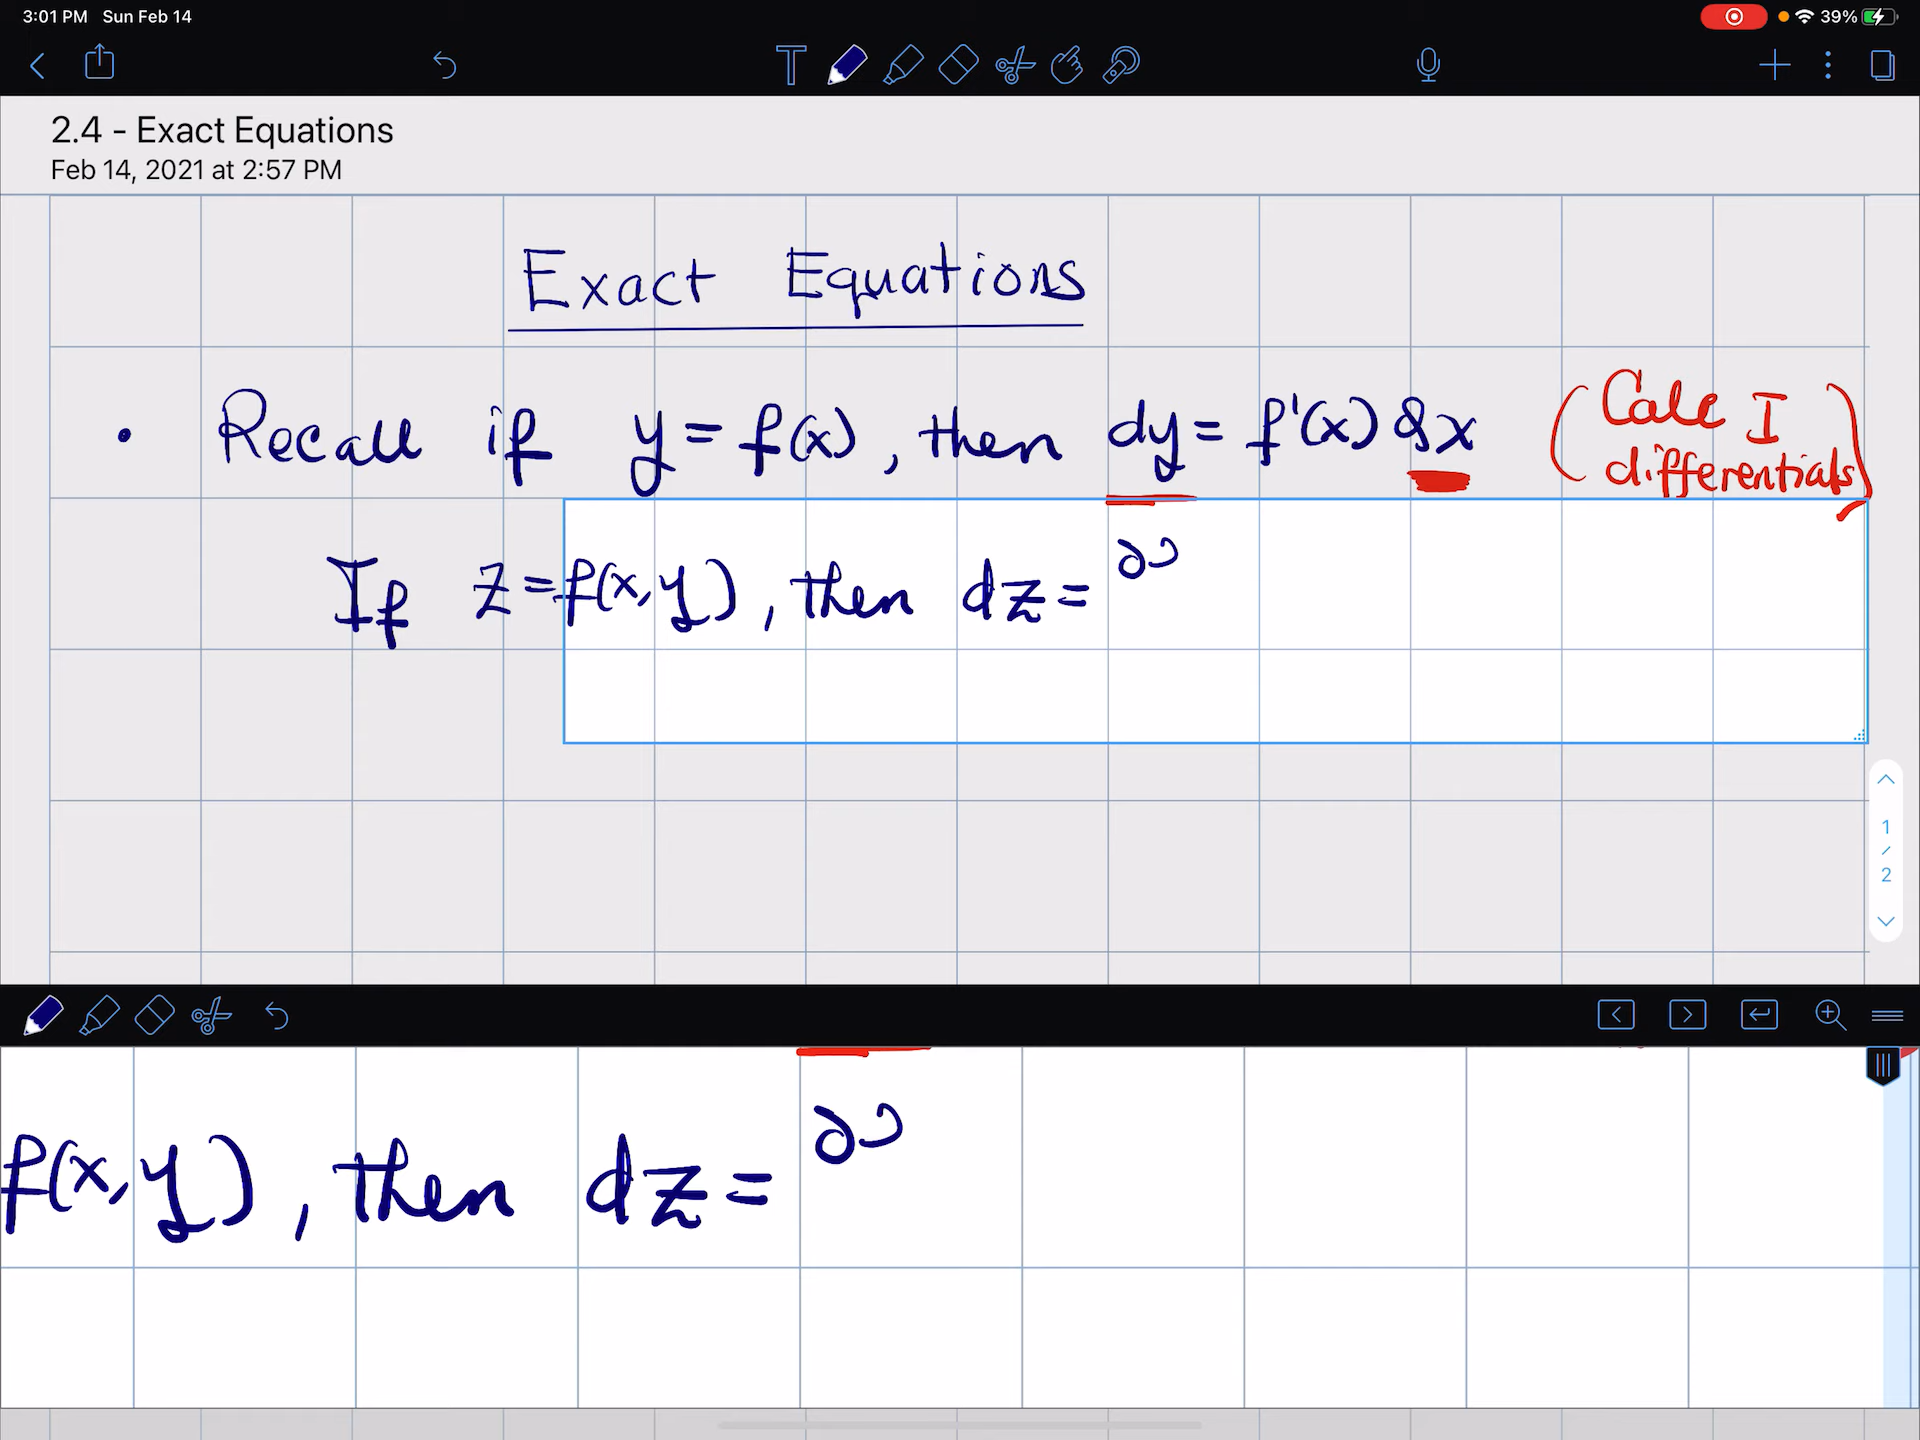 3:01 PM Sun Feb 14
39%
2.4 - Exact Equations
Feb 14, 2021 at 2:57 PM
Exact Equations
• Recall if y = f(x), then dy = f'(x) dx (Calc I differentials)
If z = f(x,y), then dz = ∂
1 / 2
f(x,y), then dz = ∂